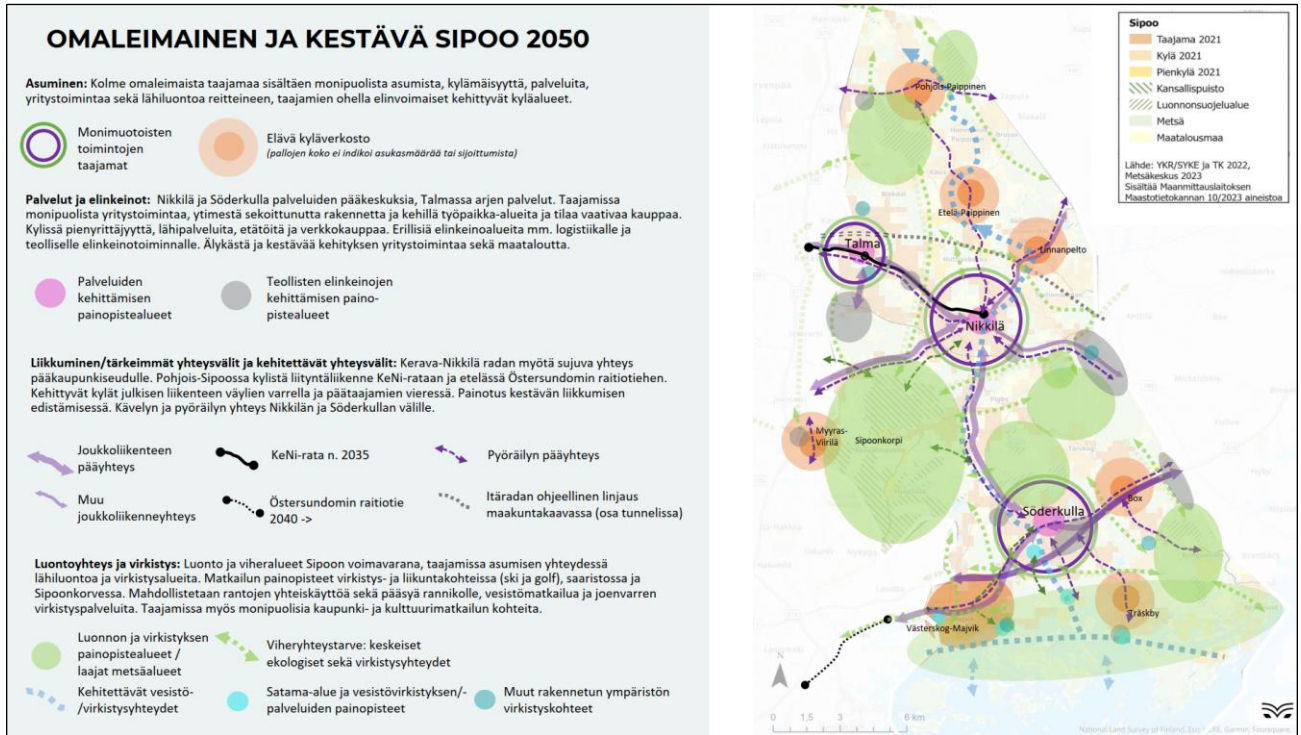 OMALEIMAINEN JA KESTÄVÄ SIPOO 2050
Asuminen: Kolme omaleimaista taajamaa sisältäen monipuolista asumista, kylämäisyyttä, palveluita,
yritystoimintaa sekä lähiluontoa reitteineen, taajamien ohella elinvoimaiset kehittyvät kyläalueet.
Monimuotoisten
toimintojen
taajamat
Elävä kyläverkosto
(pallojen koko ei indikoi asukasmäärää tai sijoittumista)
Palvelut ja elinkeinot: Nikkilä ja Söderkulla palveluiden pääkeskuksia, Talmassa arjen palvelut. Taajamissa
monipuolista yritystoimintaa, ytimestä sekoittunutta rakennetta ja kehillä työpaikka-alueita ja tilaa vaativaa kauppaa.
Kylissä pienyrittäjyyttä, lähipalveluita, etätöitä ja verkkokauppaa. Erillisiä elinkeinoalueita mm. logistiikalle ja
teolliselle elinkeinotoiminnalle. Älykästä ja kestävää kehityksen yritystoimintaa sekä maataloutta.
Palveluiden
kehittämisen
painopistealueet
Teollisten elinkeinojen
kehittämisen paino-
pistealueet
Liikkuminen/tärkeimmät yhteysvälit ja kehitettävät yhteysvälit: Kerava-Nikkilä radan myötä sujuva yhteys
pääkaupunkiseudulle. Pohjois-Sipoossa kylistä liityntäliikenne KeNi-rataan ja etelässä Östersundomin raitiotiehen.
Kehittyvät kylät julkisen liikenteen väylien varrella ja päätaajamien vieressä. Painotus kestävän liikkumisen
edistämisessä. Kävelyn ja pyöräilyn yhteys Nikkilän ja Söderkullan välille.
Joukkoliikenteen
pääyhteys
KeNi-rata n. 2035
Pyöräilyn pääyhteys
Muu
joukkoliikenneyhteys
Östersundomin raitiotie
2040 ->
Itäradan ohjeellinen linjaus
maakuntakaavassa (osa tunnelissa)
Luontoyhteys ja virkistys: Luonto ja viheralueet Sipoon voimavarana, taajamissa asumisen yhteydessä
lähiluontoa ja virkistysalueita. Matkailun painopisteet virkistys- ja liikuntakohteissa (ski ja golf), saaristossa ja
Sipoonkorvessa. Mahdollistetaan rantojen yhteiskäyttöä sekä pääsyä rannikolle, vesistömatkailua ja joenvarren
virkistyspalveluita. Taajamissa myös monipuolisia kaupunki- ja kulttuurimatkailun kohteita.
Luonnon ja virkistyksen
painopistealueet /
laajat metsäalueet
Viheryhteystarve: keskeiset
ekologiset sekä virkistysyhteydet
Kehitettävät vesistö-
/virkistysyhteydet
Satama-alue ja vesistövirkistyksen/-
palveluiden painopisteet
Muut rakennetun ympäristön
virkistyskohteet
Sipoo
Taajama 2021
Kylä 2021
Pienkylä 2021
Kansallispuisto
Luonnonsuojelualue
Metsä
Maatalousmaa
Lähde: YKR/SYKE ja TK 2022,
Metsäkeskus 2023
Sisältää Maanmittauslaitoksen
Maastotietokannan 10/2023 aineistoa
Pohjois-Paippinen
Etelä-Paippinen
Talma
Linnanpelto
Nikkilä
Myyras-
Viirilä
Sipoonkorpi
Box
Söderkulla
Träskby
Västerskog-Majvik
N
0 1,5 3 6 km